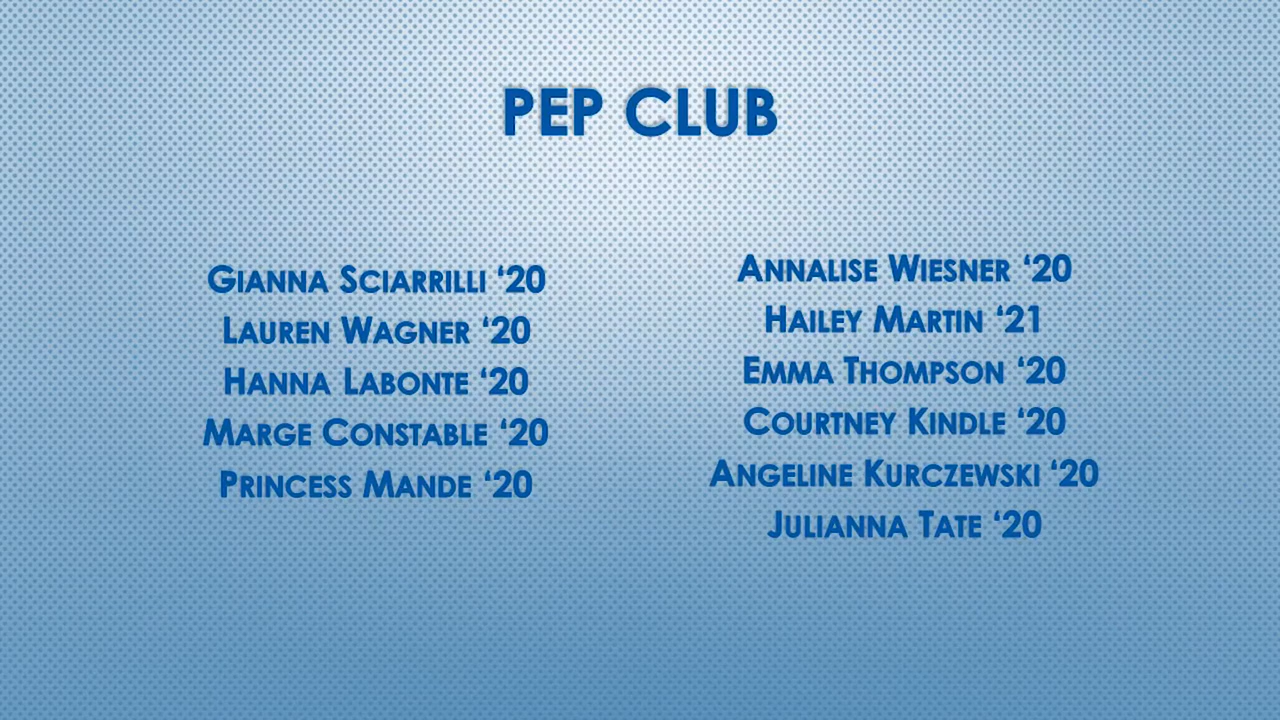 PEP CLUB
GIANNA SCIARRILLI ‘20
LAUREN WAGNER ‘20
HANNA LABONTE ‘20
MARGE CONSTABLE ‘20
PRINCESS MANDE ‘20
ANNALISE WIESNER ‘20
HAILEY MARTIN ‘21
EMMA THOMPSON ‘20
COURTNEY KINDLE ‘20
ANGELINE KURCZEWSKI ‘20
JULIANNA TATE ‘20